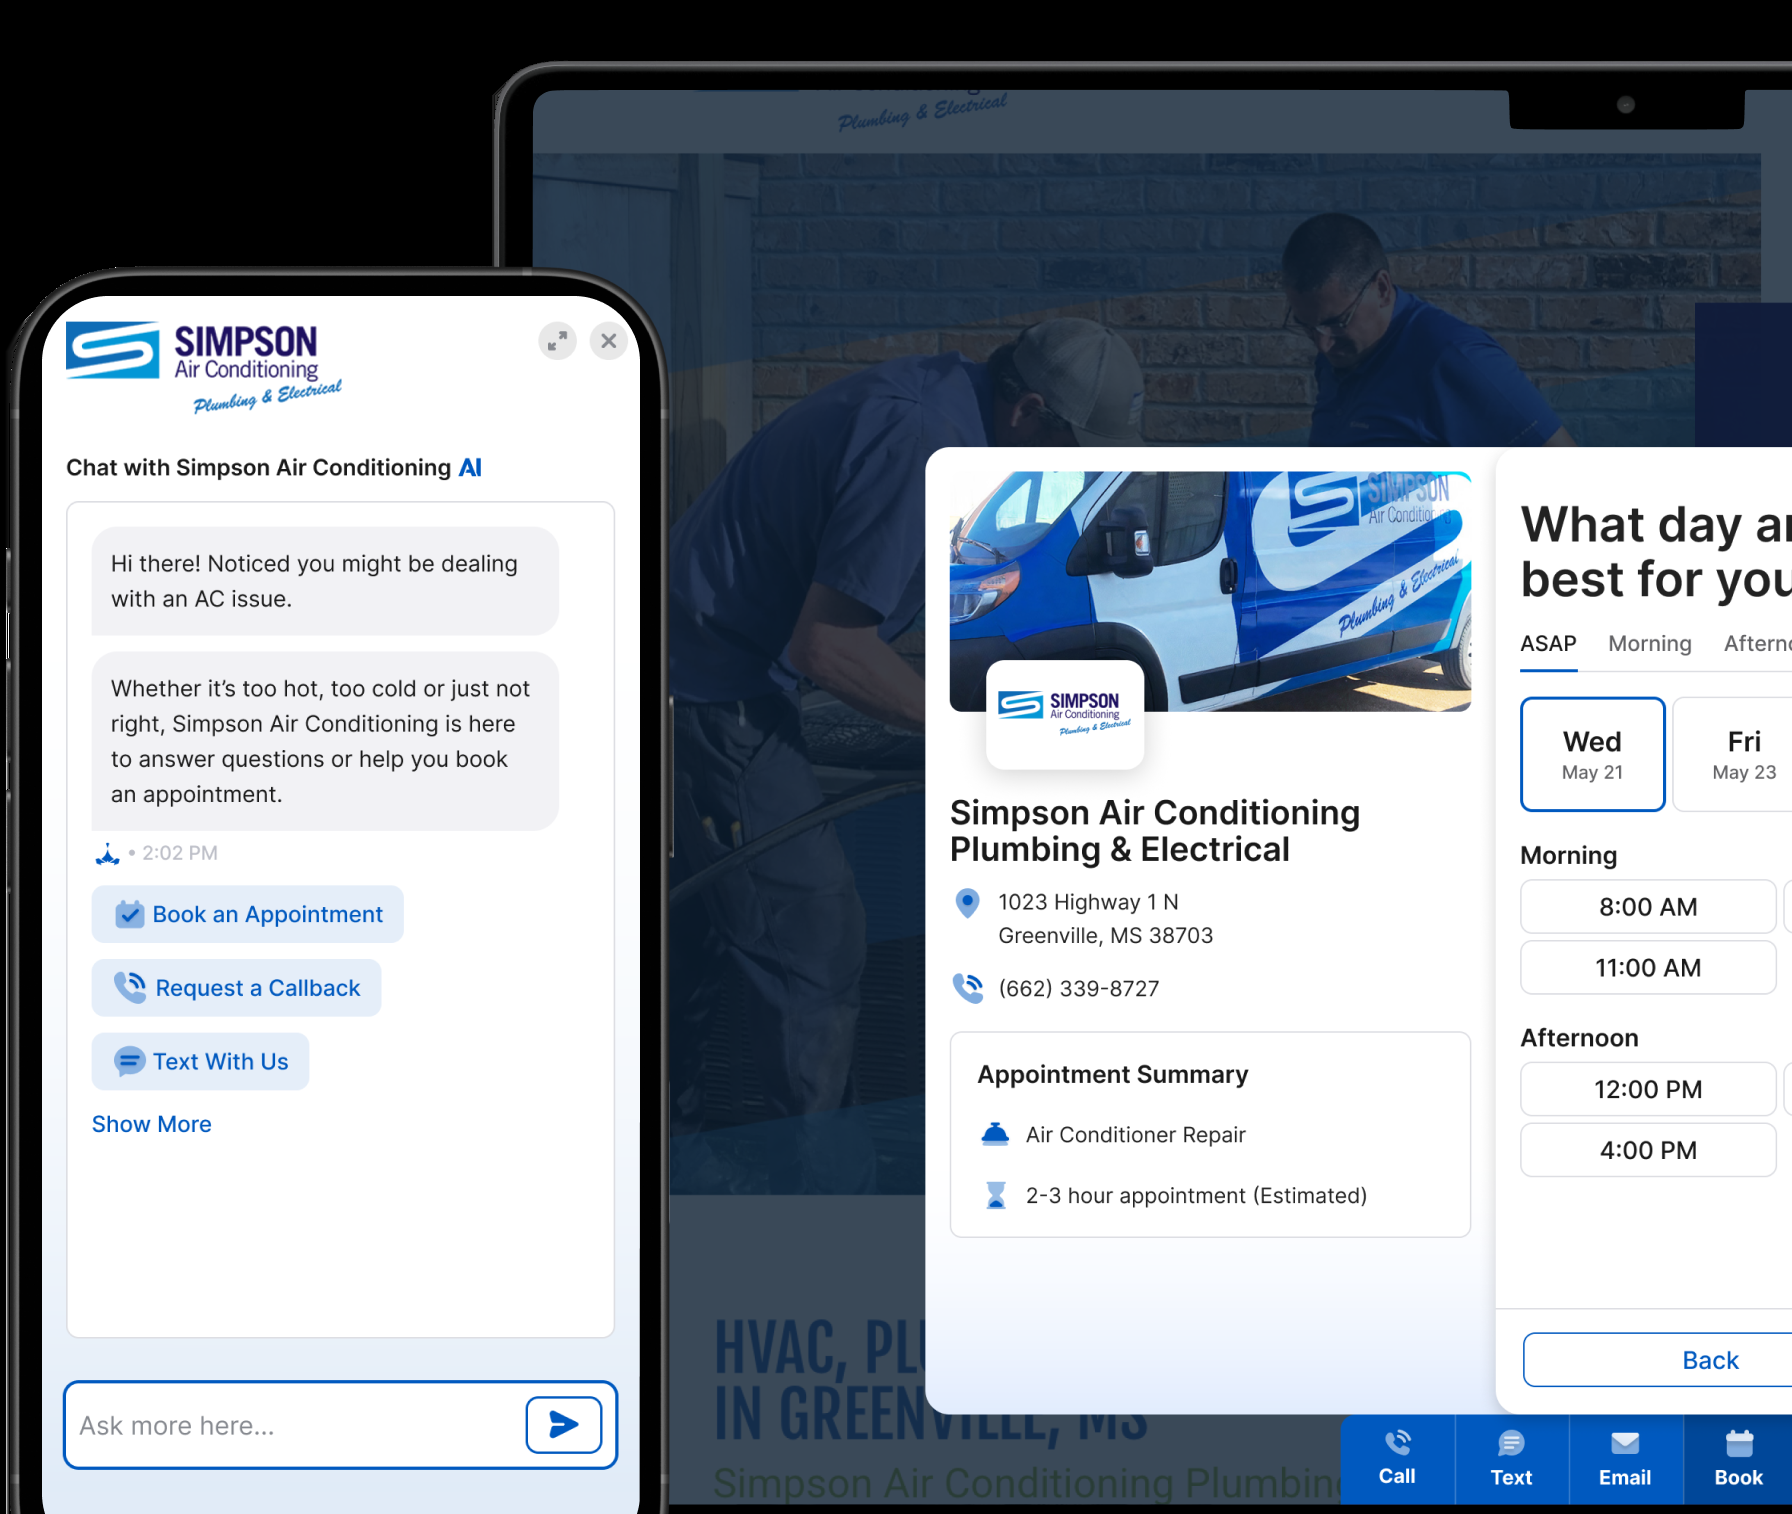 SIMPSON
Air Conditioning
Plumbing & Electrical
Chat with Simpson Air Conditioning AI
Hi there! Noticed you might be dealing
with an AC issue.
Whether it's too hot, too cold or just not
right, Simpson Air Conditioning is here
to answer questions or help you book
an appointment.
• 2:02 PM
Book an Appointment
Request a Callback
Text With Us
Show More
Ask more here...
Plumbing & Electrical
SIMPSON
Air Conditioning
Plumbing & Electrical
SIMPSON
Air Conditioning
Plumbing & Electrical
Simpson Air Conditioning
Plumbing & Electrical
1023 Highway 1 N
Greenville, MS 38703
(662) 339-8727
Appointment Summary
Air Conditioner Repair
2-3 hour appointment (Estimated)
What day
best for
ASAP Morning
Wed
May 21
Fri
May 23
Morning
8:00 AM
11:00 AM
Afternoon
12:00 PM
4:00 PM
Back
HVAC,
IN GREENVILLE, MS
Simpson Air Conditioning Plumbing
Call
Text
Email
Book